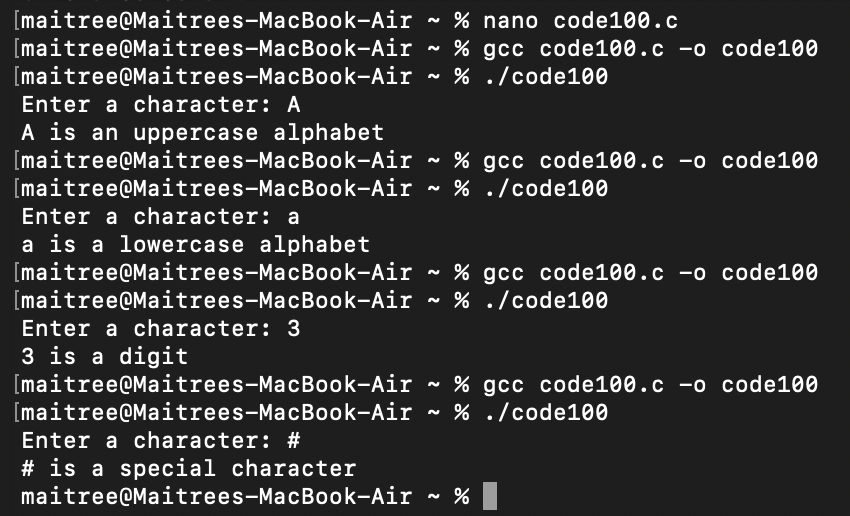 [maitree@Maitrees-MacBook-Air ~ % nano code100.c
[maitree@Maitrees-MacBook-Air ~ % gcc code100.c -o code100
[maitree@Maitrees-MacBook-Air ~ % ./code100
Enter a character: A
A is an uppercase alphabet
[maitree@Maitrees-MacBook-Air ~ % gcc code100.c -o code100
[maitree@Maitrees-MacBook-Air ~ % ./code100
Enter a character: a
a is a lowercase alphabet
[maitree@Maitrees-MacBook-Air ~ % gcc code100.c -o code100
[maitree@Maitrees-MacBook-Air ~ % ./code100
Enter a character: 3
3 is a digit
[maitree@Maitrees-MacBook-Air ~ % gcc code100.c -o code100
[maitree@Maitrees-MacBook-Air ~ % ./code100
Enter a character: #
# is a special character
maitree@Maitrees-MacBook-Air ~ %